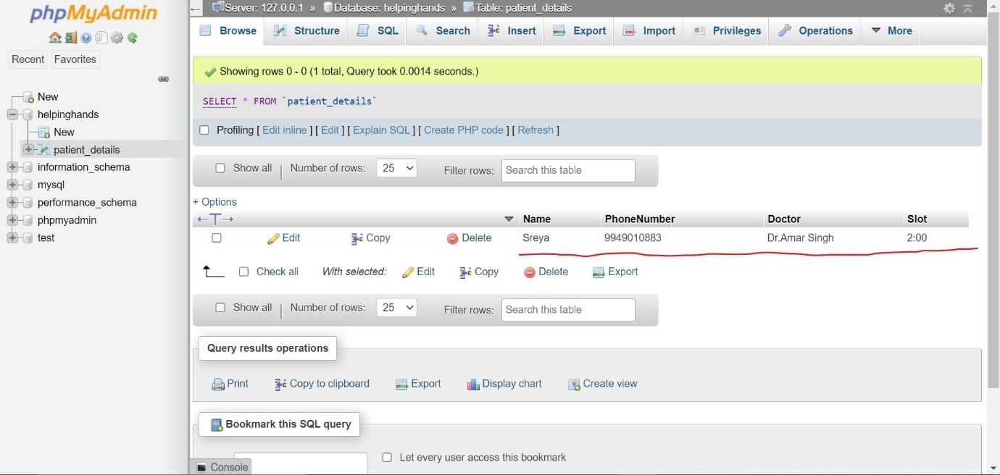 phpMyAdmin
Recent Favorites
New
helpinghands
New
patient_details
information_schema
mysql
performance_schema
phpmyadmin
test
Server: 127.0.0.1 » Database: helpinghands » Table: patient_details
Browse Structure SQL Search Insert Export Import Privileges Operations More
Showing rows 0 - 0 (1 total, Query took 0.0014 seconds.)
SELECT * FROM `patient_details`
Profiling [ Edit inline ] [ Edit ] [ Explain SQL ] [ Create PHP code ] [ Refresh ]
Show all | Number of rows: 25 Filter rows: Search this table
+ Options
←T→ Name PhoneNumber Doctor Slot
Edit Copy Delete Sreya 9949010883 Dr.Amar Singh 2:00
Check all With selected: Edit Copy Delete Export
Show all | Number of rows: 25 Filter rows: Search this table
Query results operations
Print Copy to clipboard Export Display chart Create view
Bookmark this SQL query
Let every user access this bookmark
Console